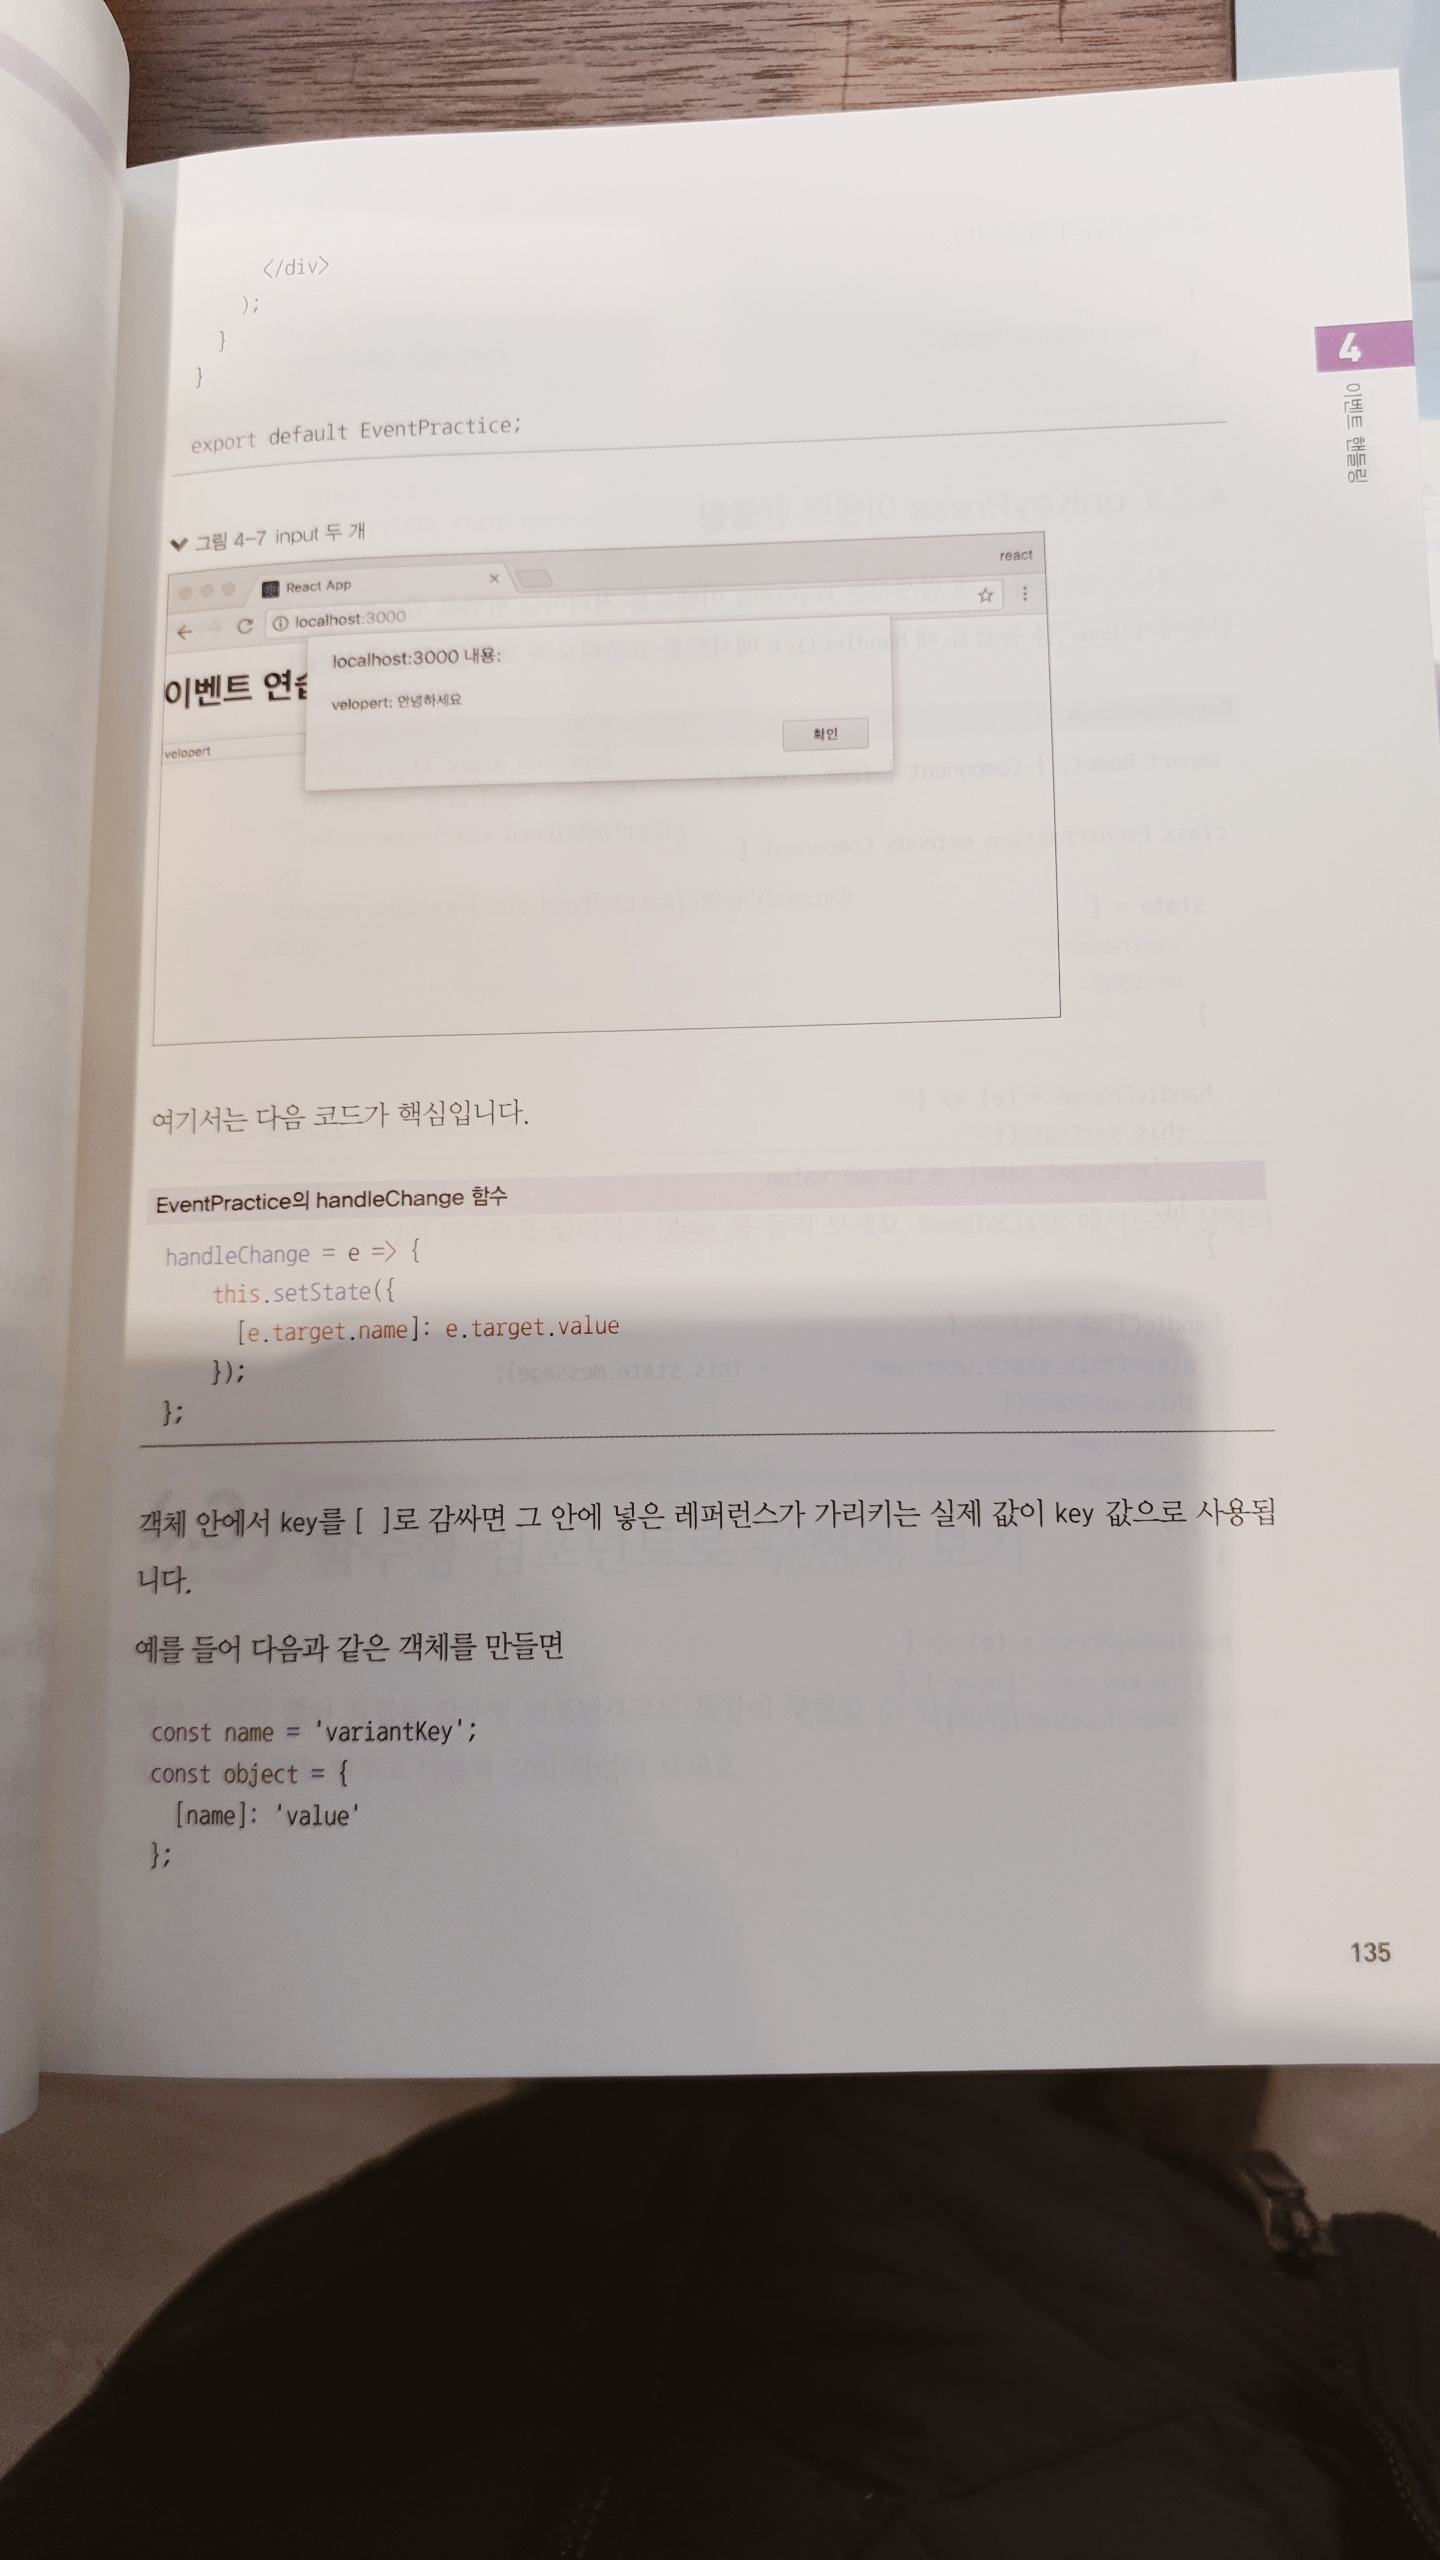 </div>
);
}
}
export default EventPractice;
4
이벤트 핸들링
그림 4-7 input 두 개
React App
react
localhost:3000
localhost:3000 내용:
이벤트 연습
velopert: 안녕하세요
확인
velopert
여기서는 다음 코드가 핵심입니다.
EventPractice의 handleChange 함수
handleChange = e => {
this.setState({
[e.target.name]: e.target.value
});
};
객체 안에서 key를 [ ]로 감싸면 그 안에 넣은 레퍼런스가 가리키는 실제 값이 key 값으로 사용됩
니다.
예를 들어 다음과 같은 객체를 만들면
const name = 'variantKey';
const object = {
[name]: 'value'
};
135